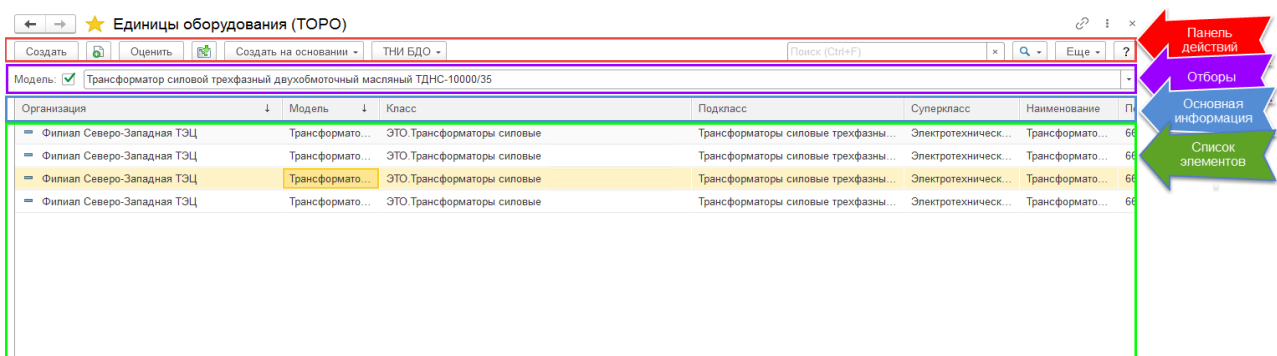 Единицы оборудования (ТОРО)
Создать Оценить Создать на основании ТНИ БДО Поиск (Ctrl+F) × Еще ?
Панель действий
Модель: Трансформатор силовой трехфазный двухобмоточный масляный ТДНС-10000/35
Отборы
Организация ↓ Модель ↓ Класс Подкласс Суперкласс Наименование
Основная информация
Филиал Северо-Западная ТЭЦ Трансформато... ЭТО.Трансформаторы силовые Трансформаторы силовые трехфазны... Электротехническ... Трансформато... 66
Филиал Северо-Западная ТЭЦ Трансформато... ЭТО.Трансформаторы силовые Трансформаторы силовые трехфазны... Электротехническ... Трансформато... 66
Список элементов
Филиал Северо-Западная ТЭЦ Трансформато... ЭТО.Трансформаторы силовые Трансформаторы силовые трехфазны... Электротехническ... Трансформато... 66
Филиал Северо-Западная ТЭЦ Трансформато... ЭТО.Трансформаторы силовые Трансформаторы силовые трехфазны... Электротехническ... Трансформато... 66